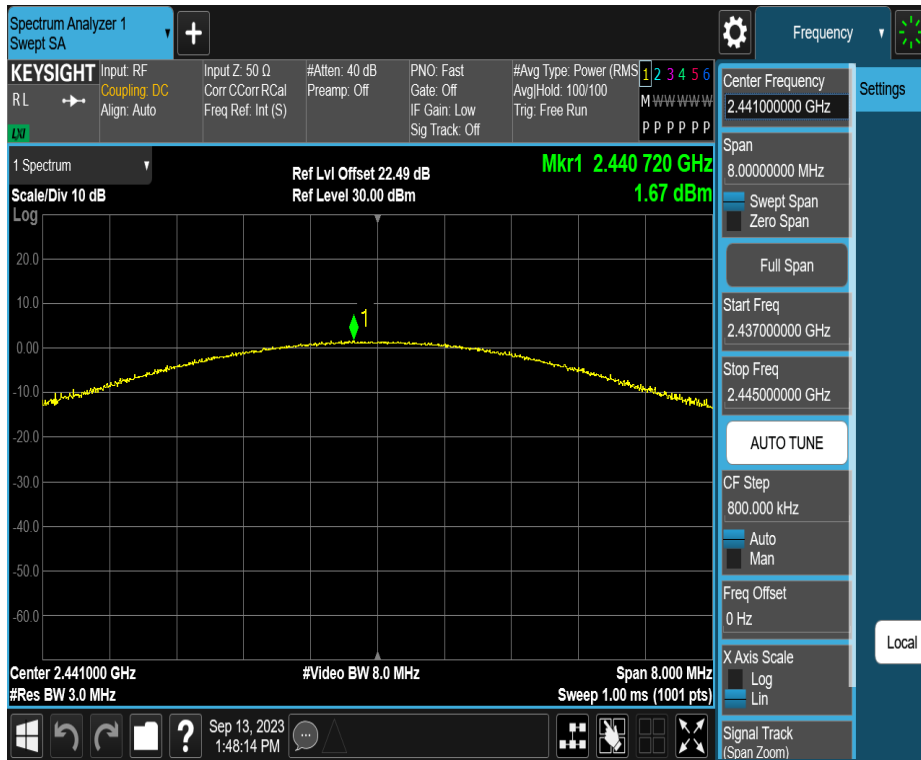 Spectrum Analyzer 1
Swept SA
+
Frequency
KEYSIGHT
R L
LXI
Input: RF
Coupling: DC
Align: Auto
Input Z: 50 Ω
Corr CCorr RCal
Freq Ref: Int (S)
#Atten: 40 dB
Preamp: Off
PNO: Fast
Gate: Off
IF Gain: Low
Sig Track: Off
#Avg Type: Power (RMS
Avg|Hold: 100/100
Trig: Free Run
1 2 3 4 5 6
M W W W W W
P P P P P P
1 Spectrum
Scale/Div 10 dB
Log
Ref Lvl Offset 22.49 dB
Ref Level 30.00 dBm
Mkr1 2.440 720 GHz
1.67 dBm
20.0
10.0
0.00
-10.0
-20.0
-30.0
-40.0
-50.0
-60.0
1
Center 2.441000 GHz
#Res BW 3.0 MHz
#Video BW 8.0 MHz
Span 8.000 MHz
Sweep 1.00 ms (1001 pts)
Center Frequency
2.441000000 GHz
Span
8.00000000 MHz
Swept Span
Zero Span
Full Span
Start Freq
2.437000000 GHz
Stop Freq
2.445000000 GHz
AUTO TUNE
CF Step
800.000 kHz
Auto
Man
Freq Offset
0 Hz
X Axis Scale
Log
Lin
Signal Track
(Span Zoom)
Settings
Local
?
Sep 13, 2023
1:48:14 PM